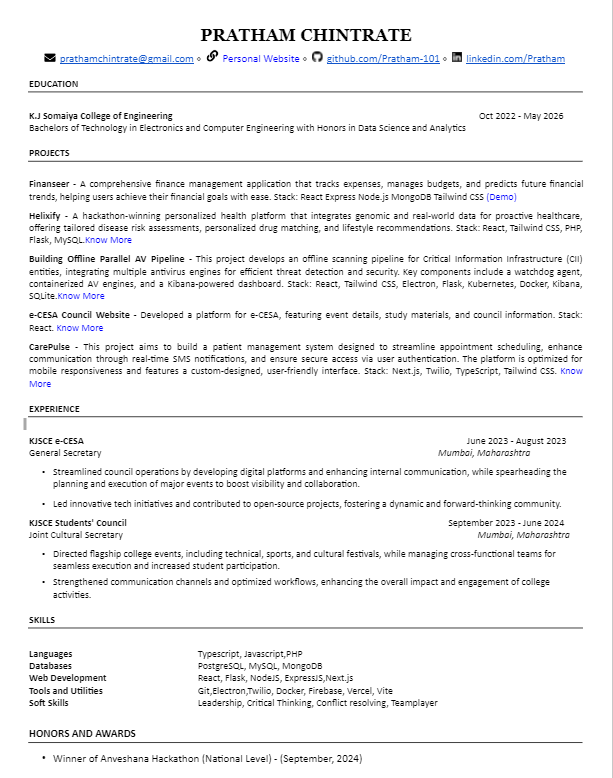 PRATHAM CHINTRATE
prathamchintrate@gmail.com ⋄ Personal Website ⋄ github.com/Pratham-101 ⋄ linkedin.com/Pratham
EDUCATION
K.J Somaiya College of Engineering Oct 2022 - May 2026
Bachelors of Technology in Electronics and Computer Engineering with Honors in Data Science and Analytics
PROJECTS
Finanseer - A comprehensive finance management application that tracks expenses, manages budgets, and predicts future financial
trends, helping users achieve their financial goals with ease. Stack: React Express Node.js MongoDB Tailwind CSS (Demo)
Helixify - A hackathon-winning personalized health platform that integrates genomic and real-world data for proactive healthcare,
offering tailored disease risk assessments, personalized drug matching, and lifestyle recommendations. Stack: React, Tailwind CSS, PHP,
Flask, MySQL.Know More
Building Offline Parallel AV Pipeline - This project develops an offline scanning pipeline for Critical Information Infrastructure (CII)
entities, integrating multiple antivirus engines for efficient threat detection and security. Key components include a watchdog agent,
containerized AV engines, and a Kibana-powered dashboard. Stack: React, Tailwind CSS, Electron, Flask, Kubernetes, Docker, Kibana,
SQLite.Know More
e-CESA Council Website - Developed a platform for e-CESA, featuring event details, study materials, and council information. Stack:
React. Know More
CarePulse - This project aims to build a patient management system designed to streamline appointment scheduling, enhance
communication through real-time SMS notifications, and ensure secure access via user authentication. The platform is optimized for
mobile responsiveness and features a custom-designed, user-friendly interface. Stack: Next.js, Twilio, TypeScript, Tailwind CSS. Know
More
EXPERIENCE
KJSCE e-CESA June 2023 - August 2023
General Secretary Mumbai, Maharashtra
• Streamlined council operations by developing digital platforms and enhancing internal communication, while spearheading the
planning and execution of major events to boost visibility and collaboration.
• Led innovative tech initiatives and contributed to open-source projects, fostering a dynamic and forward-thinking community.
KJSCE Students' Council September 2023 - June 2024
Joint Cultural Secretary Mumbai, Maharashtra
• Directed flagship college events, including technical, sports, and cultural festivals, while managing cross-functional teams for
seamless execution and increased student participation.
• Strengthened communication channels and optimized workflows, enhancing the overall impact and engagement of college
activities.
SKILLS
Languages Typescript, Javascript,PHP
Databases PostgreSQL, MySQL, MongoDB
Web Development React, Flask, NodeJS, ExpressJS,Next.js
Tools and Utilities Git,Electron,Twilio, Docker, Firebase, Vercel, Vite
Soft Skills Leadership, Critical Thinking, Conflict resolving, Teamplayer
HONORS AND AWARDS
• Winner of Anveshana Hackathon (National Level) - (September, 2024)